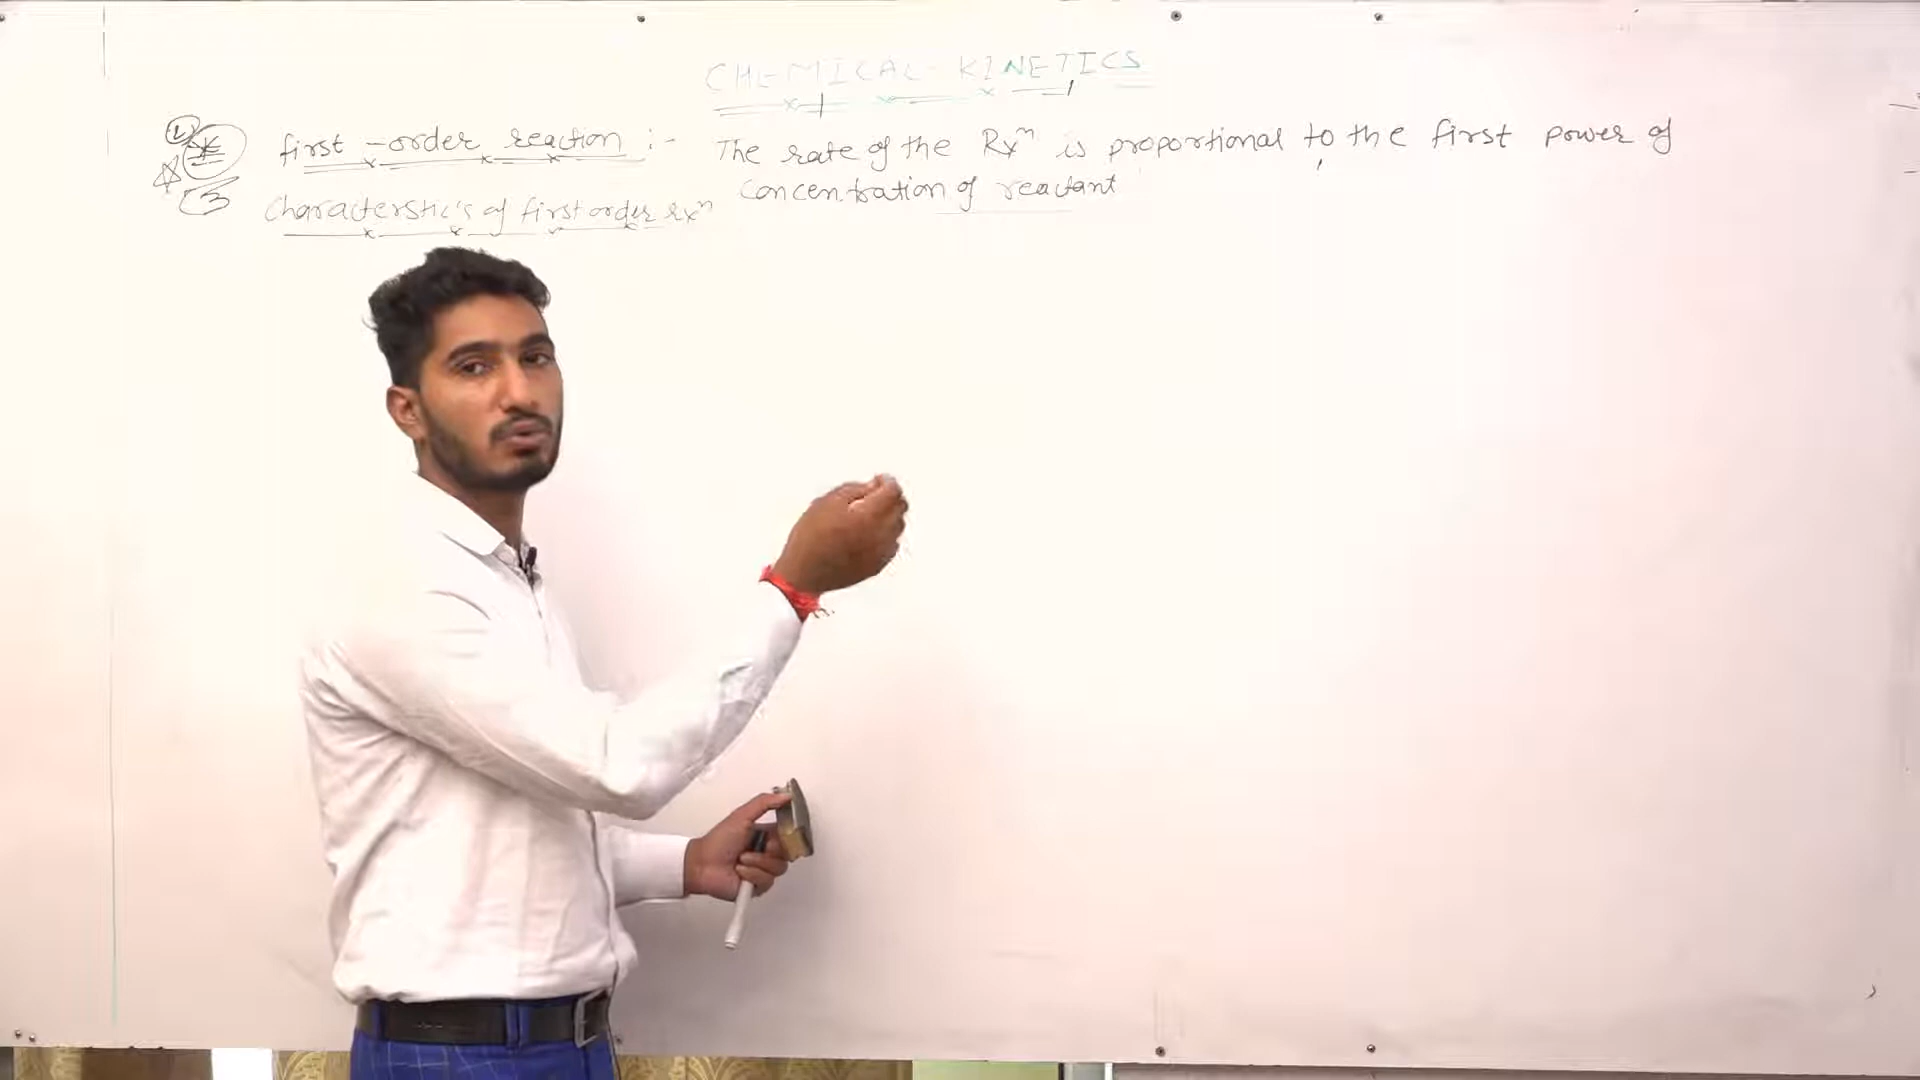 CHEMICAL KINETICS
first-order reaction :- The rate of the Rxⁿ is proportional to the first power of
concentration of reactant
Characterstic's of first order Rxⁿ